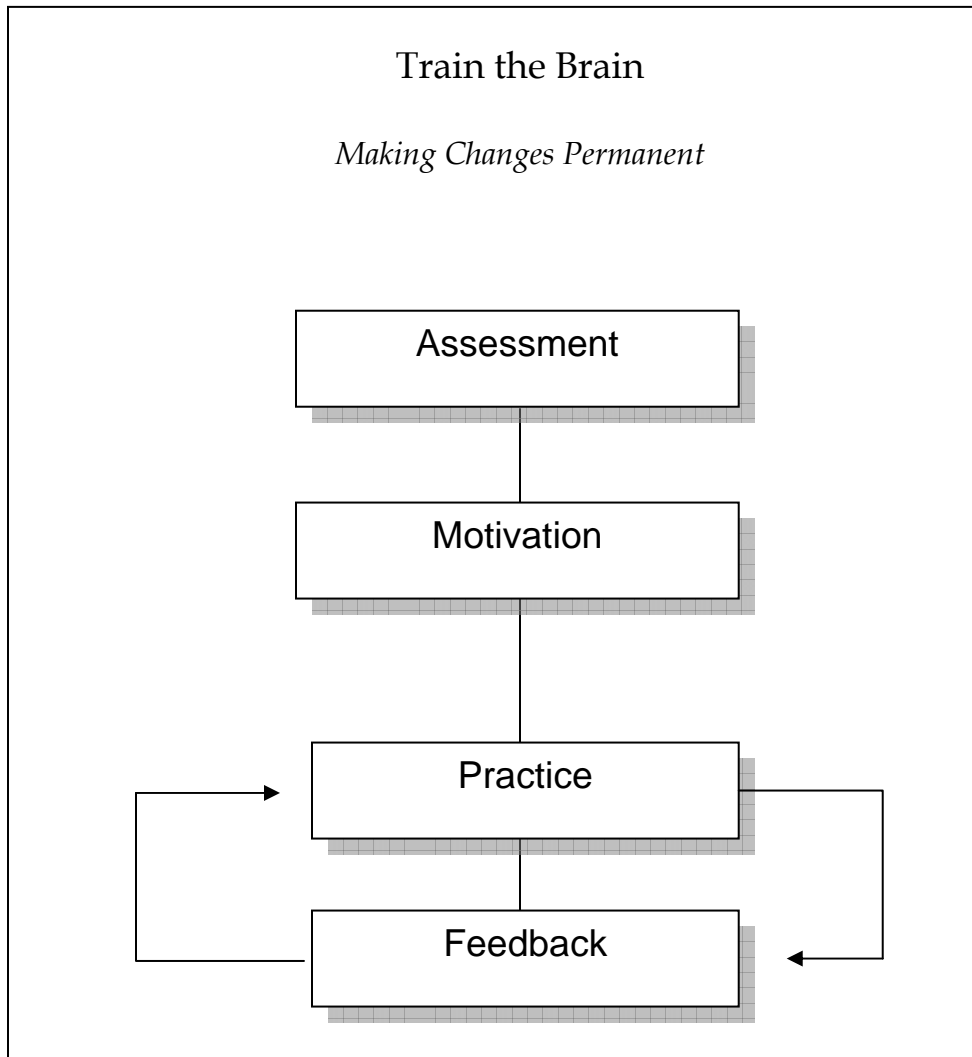 Train the Brain
Making Changes Permanent
Assessment
Motivation
Practice
Feedback